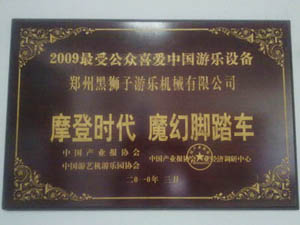 2009最受公众喜爱中国游乐设备
郑州黑狮子游乐机械有限公司
摩登时代 魔幻脚踏车
中国产业报协会 中国产业报协会产业经济调研中心
中国游艺机游乐园协会
二〇一〇年 三月